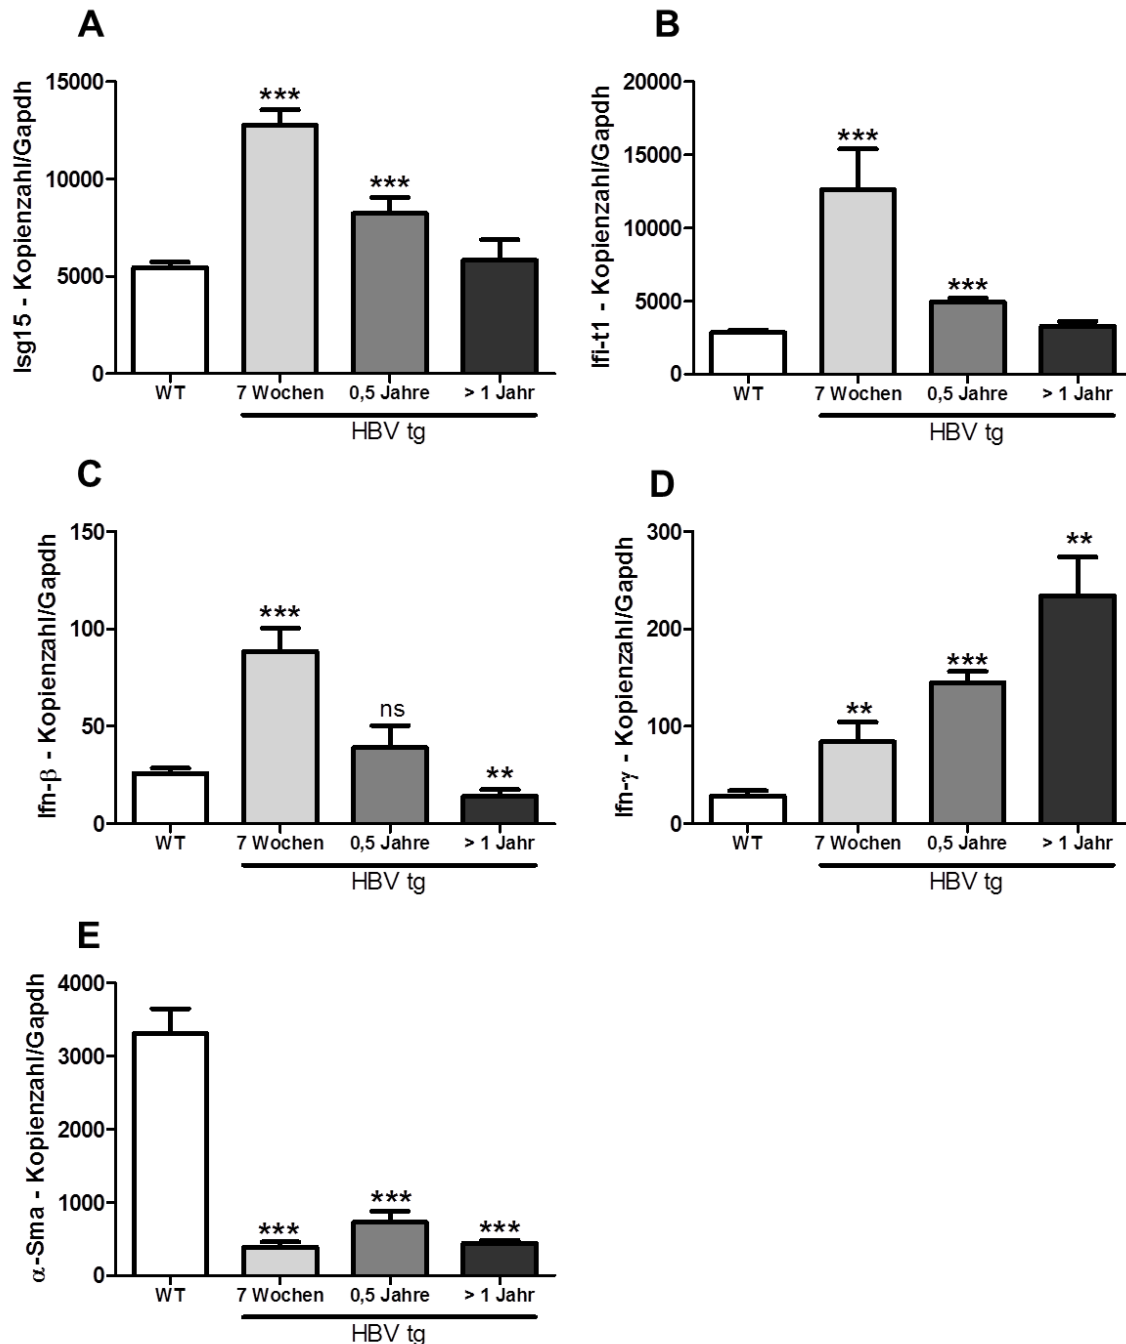 A
Isg15 - Kopienzahl/Gapdh
15000
10000
5000
0
***
***
WT
7 Wochen
0,5 Jahre
> 1 Jahr
HBV tg
B
Ifi-t1 - Kopienzahl/Gapdh
20000
15000
10000
5000
0
***
***
WT
7 Wochen
0,5 Jahre
> 1 Jahr
HBV tg
C
Ifn-β - Kopienzahl/Gapdh
150
100
50
0
***
ns
**
WT
7 Wochen
0,5 Jahre
> 1 Jahr
HBV tg
D
Ifn-γ - Kopienzahl/Gapdh
300
200
100
0
**
***
**
WT
7 Wochen
0,5 Jahre
> 1 Jahr
HBV tg
E
α-Sma - Kopienzahl/Gapdh
4000
3000
2000
1000
0
***
***
***
WT
7 Wochen
0,5 Jahre
> 1 Jahr
HBV tg